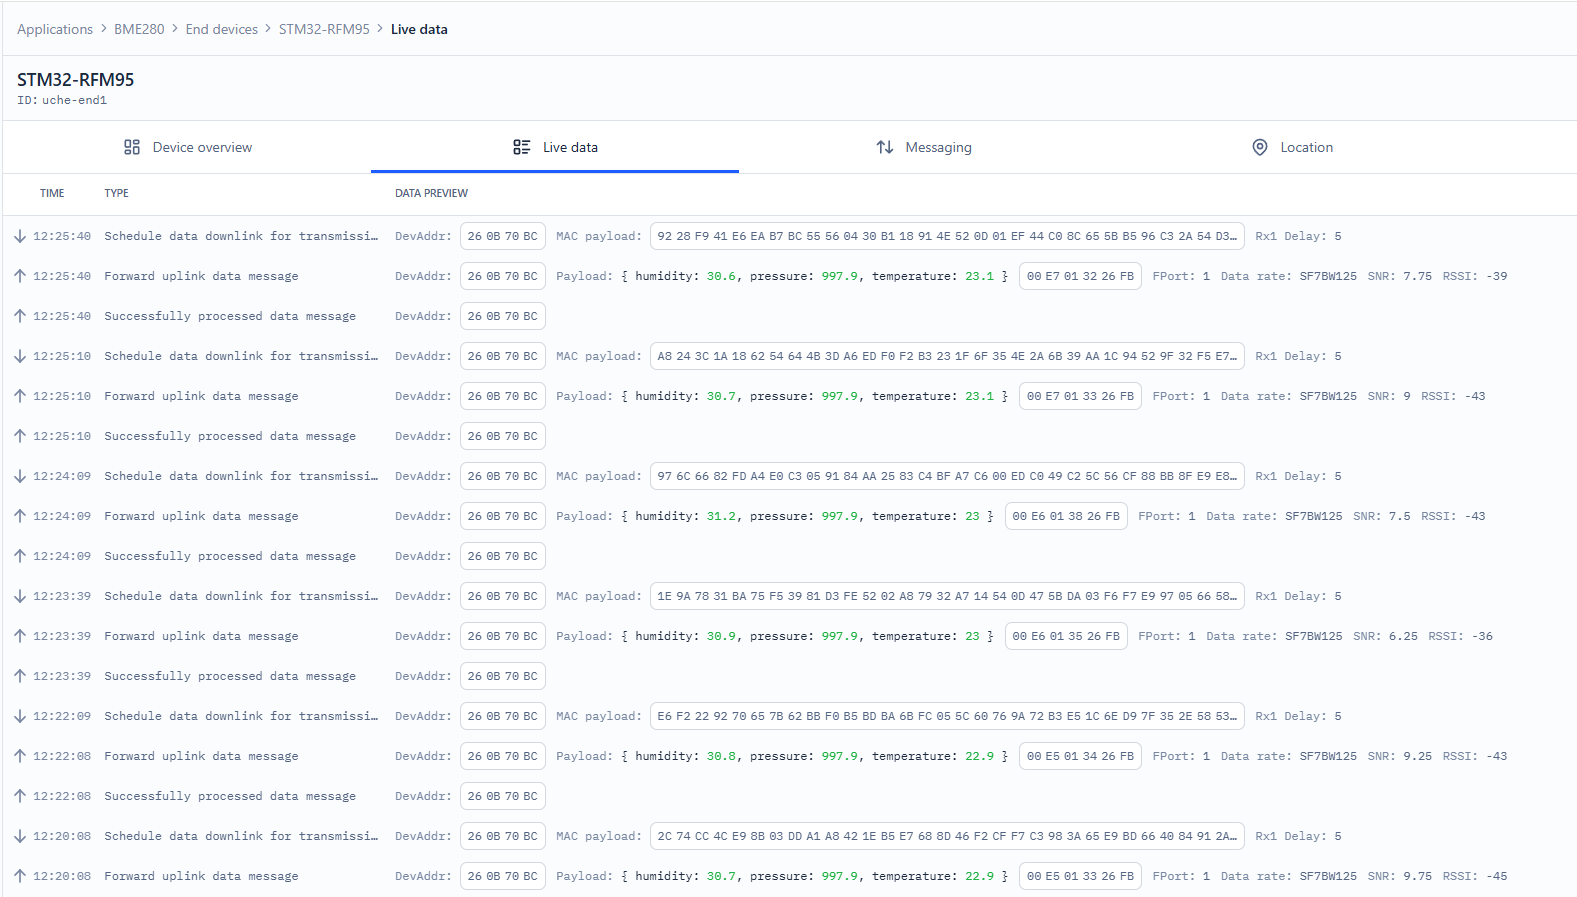 Applications > BME280 > End devices > STM32-RFM95 > Live data
STM32-RFM95
ID: uche-end1
Device overview Live data Messaging Location
TIME TYPE DATA PREVIEW
12:25:40 Schedule data downlink for transmissi… DevAddr: 26 0B 70 BC MAC payload: 92 28 F9 41 E6 EA B7 BC 55 56 04 30 B1 18 91 4E 52 0D 01 EF 44 C0 8C 65 5B B5 96 C3 2A 54 D3… Rx1 Delay: 5
12:25:40 Forward uplink data message DevAddr: 26 0B 70 BC Payload: { humidity: 30.6, pressure: 997.9, temperature: 23.1 } 00 E7 01 32 26 FB FPort: 1 Data rate: SF7BW125 SNR: 7.75 RSSI: -39
12:25:40 Successfully processed data message DevAddr: 26 0B 70 BC
12:25:10 Schedule data downlink for transmissi… DevAddr: 26 0B 70 BC MAC payload: A8 24 3C 1A 18 62 54 64 4B 3D A6 ED F0 F2 B3 23 1F 6F 35 4E 2A 6B 39 AA 1C 94 52 9F 32 F5 E7… Rx1 Delay: 5
12:25:10 Forward uplink data message DevAddr: 26 0B 70 BC Payload: { humidity: 30.7, pressure: 997.9, temperature: 23.1 } 00 E7 01 33 26 FB FPort: 1 Data rate: SF7BW125 SNR: 9 RSSI: -43
12:25:10 Successfully processed data message DevAddr: 26 0B 70 BC
12:24:09 Schedule data downlink for transmissi… DevAddr: 26 0B 70 BC MAC payload: 97 6C 66 82 FD A4 E0 C3 05 91 84 AA 25 83 C4 BF A7 C6 00 ED C0 49 C2 5C 56 CF 88 BB 8F E9 E8… Rx1 Delay: 5
12:24:09 Forward uplink data message DevAddr: 26 0B 70 BC Payload: { humidity: 31.2, pressure: 997.9, temperature: 23 } 00 E6 01 38 26 FB FPort: 1 Data rate: SF7BW125 SNR: 7.5 RSSI: -43
12:24:09 Successfully processed data message DevAddr: 26 0B 70 BC
12:23:39 Schedule data downlink for transmissi… DevAddr: 26 0B 70 BC MAC payload: 1E 9A 78 31 BA 75 F5 39 81 D3 FE 52 02 A8 79 32 A7 14 54 0D 47 5B DA 03 F6 F7 E9 97 05 66 58… Rx1 Delay: 5
12:23:39 Forward uplink data message DevAddr: 26 0B 70 BC Payload: { humidity: 30.9, pressure: 997.9, temperature: 23 } 00 E6 01 35 26 FB FPort: 1 Data rate: SF7BW125 SNR: 6.25 RSSI: -36
12:23:39 Successfully processed data message DevAddr: 26 0B 70 BC
12:22:09 Schedule data downlink for transmissi… DevAddr: 26 0B 70 BC MAC payload: E6 F2 22 92 70 65 7B 62 BB F0 B5 BD BA 6B FC 05 5C 60 76 9A 72 B3 E5 1C 6E D9 7F 35 2E 58 53… Rx1 Delay: 5
12:22:08 Forward uplink data message DevAddr: 26 0B 70 BC Payload: { humidity: 30.8, pressure: 997.9, temperature: 22.9 } 00 E5 01 34 26 FB FPort: 1 Data rate: SF7BW125 SNR: 9.25 RSSI: -43
12:22:08 Successfully processed data message DevAddr: 26 0B 70 BC
12:20:08 Schedule data downlink for transmissi… DevAddr: 26 0B 70 BC MAC payload: 2C 74 CC 4C E9 8B 03 DD A1 A8 42 1E B5 E7 68 8D 46 F2 CF F7 C3 98 3A 65 E9 BD 66 40 84 91 2A… Rx1 Delay: 5
12:20:08 Forward uplink data message DevAddr: 26 0B 70 BC Payload: { humidity: 30.7, pressure: 997.9, temperature: 22.9 } 00 E5 01 33 26 FB FPort: 1 Data rate: SF7BW125 SNR: 9.75 RSSI: -45